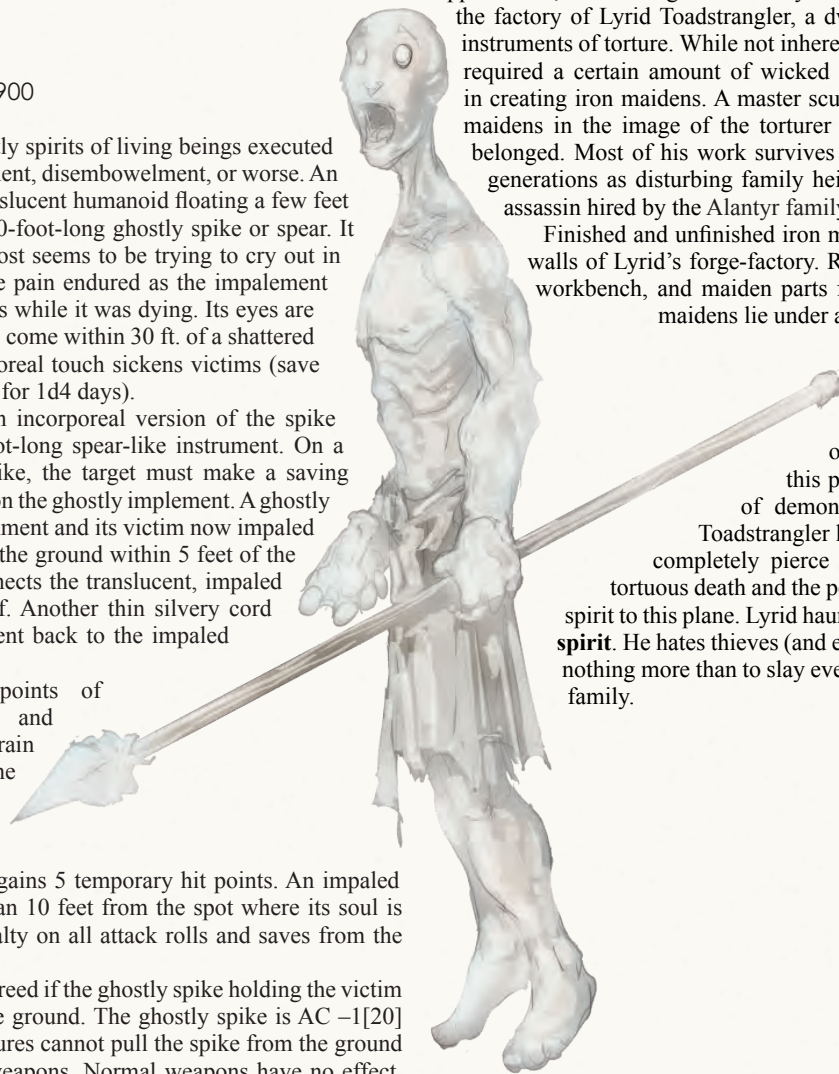 900
ly spirits of living beings executed
ent, disembowelment, or worse. An
slucent humanoid floating a few feet
0-foot-long ghostly spike or spear. It
ost seems to be trying to cry out in
e pain endured as the impalement
s while it was dying. Its eyes are
come within 30 ft. of a shattered
oreal touch sickens victims (save
for 1d4 days).
n incorporeal version of the spike
ot-long spear-like instrument. On a
ike, the target must make a saving
on the ghostly implement. A ghostly
ment and its victim now impaled
the ground within 5 feet of the
nects the translucent, impaled
f. Another thin silvery cord
ent back to the impaled
points of
and
rain
ne
gains 5 temporary hit points. An impaled
an 10 feet from the spot where its soul is
alty on all attack rolls and saves from the
reed if the ghostly spike holding the victim
e ground. The ghostly spike is AC –1[20]
ures cannot pull the spike from the ground
weapons. Normal weapons have no effect
the factory of Lyrid Toadstrangler, a d
instruments of torture. While not inhere
required a certain amount of wicked
in creating iron maidens. A master scu
maidens in the image of the torturer
belonged. Most of his work survives
generations as disturbing family hei
assassin hired by the Alantyr family
Finished and unfinished iron m
walls of Lyrid’s forge-factory. R
workbench, and maiden parts
maidens lie under a
o
this p
of demon
Toadstrangler
completely pierce
tortuous death and the p
spirit to this plane. Lyrid haun
spirit. He hates thieves (and e
nothing more than to slay eve
family.